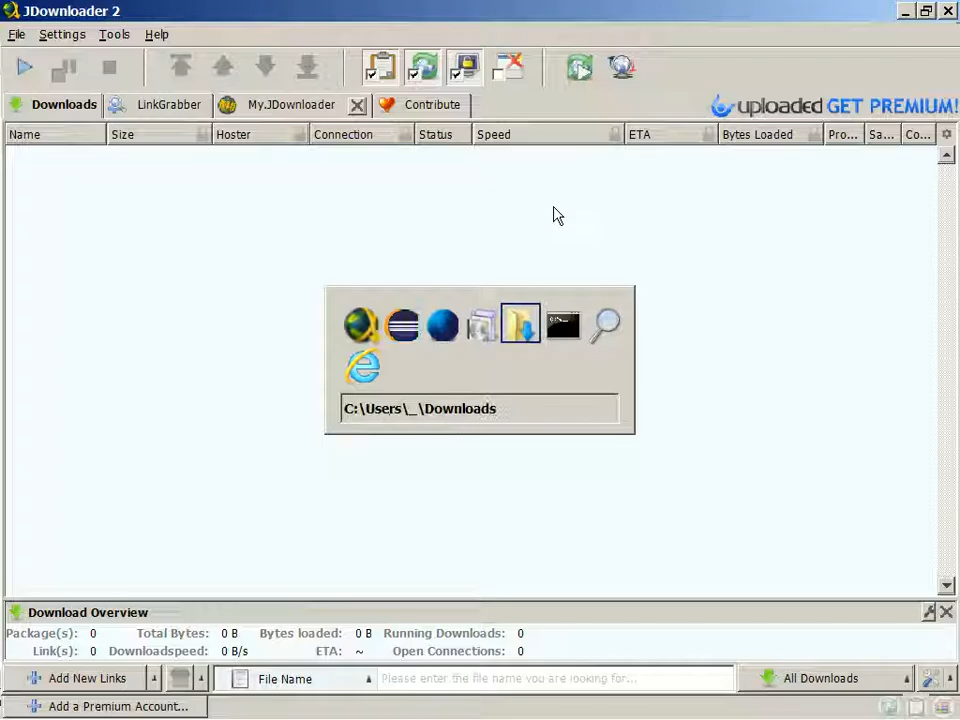 JDownloader 2
File Settings Tools Help
Downloads LinkGrabber My.JDownloader Contribute uploaded GET PREMIUM!
Name Size Hoster Connection Status Speed ETA Bytes Loaded Pro... Sa... Co...
C:\Users\_\Downloads
Download Overview
Package(s): 0 Total Bytes: 0 B Bytes loaded: 0 B Running Downloads: 0
Link(s): 0 Downloadspeed: 0 B/s ETA: ~ Open Connections: 0
Add New Links File Name Please enter the file name you are looking for... All Downloads
Add a Premium Account...